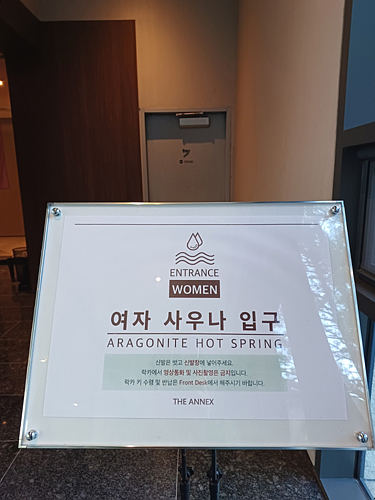 ENTRANCE
WOMEN
여자 사우나 입구
ARAGONITE HOT SPRING
신발은 벗고 신발장에 넣어주세요.
락카에서 영상통화 및 사진촬영은 금지입니다.
락카 키 수령 및 반납은 Front Desk에서 해주시기 바랍니다.
THE ANNEX